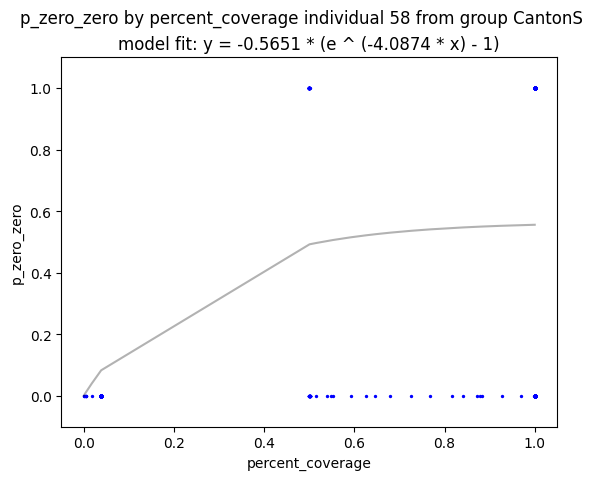 p_zero_zero by percent_coverage individual 58 from group CantonS
model fit: y = -0.5651 * (e ^ (-4.0874 * x) - 1)
1.0
0.8
0.6
0.4
0.2
0.0
p_zero_zero
0.0 0.2 0.4 0.6 0.8 1.0
percent_coverage